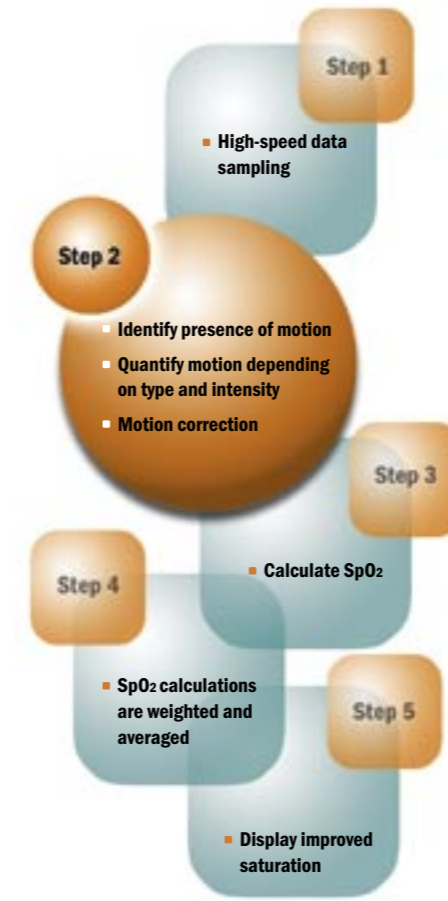 Step 1
▪ High-speed data
sampling
Step 2
▪ Identify presence of motion
▪ Quantify motion depending
on type and intensity
▪ Motion correction
Step 3
▪ Calculate SpO₂
Step 4
▪ SpO₂ calculations
are weighted and
averaged
Step 5
▪ Display improved
saturation